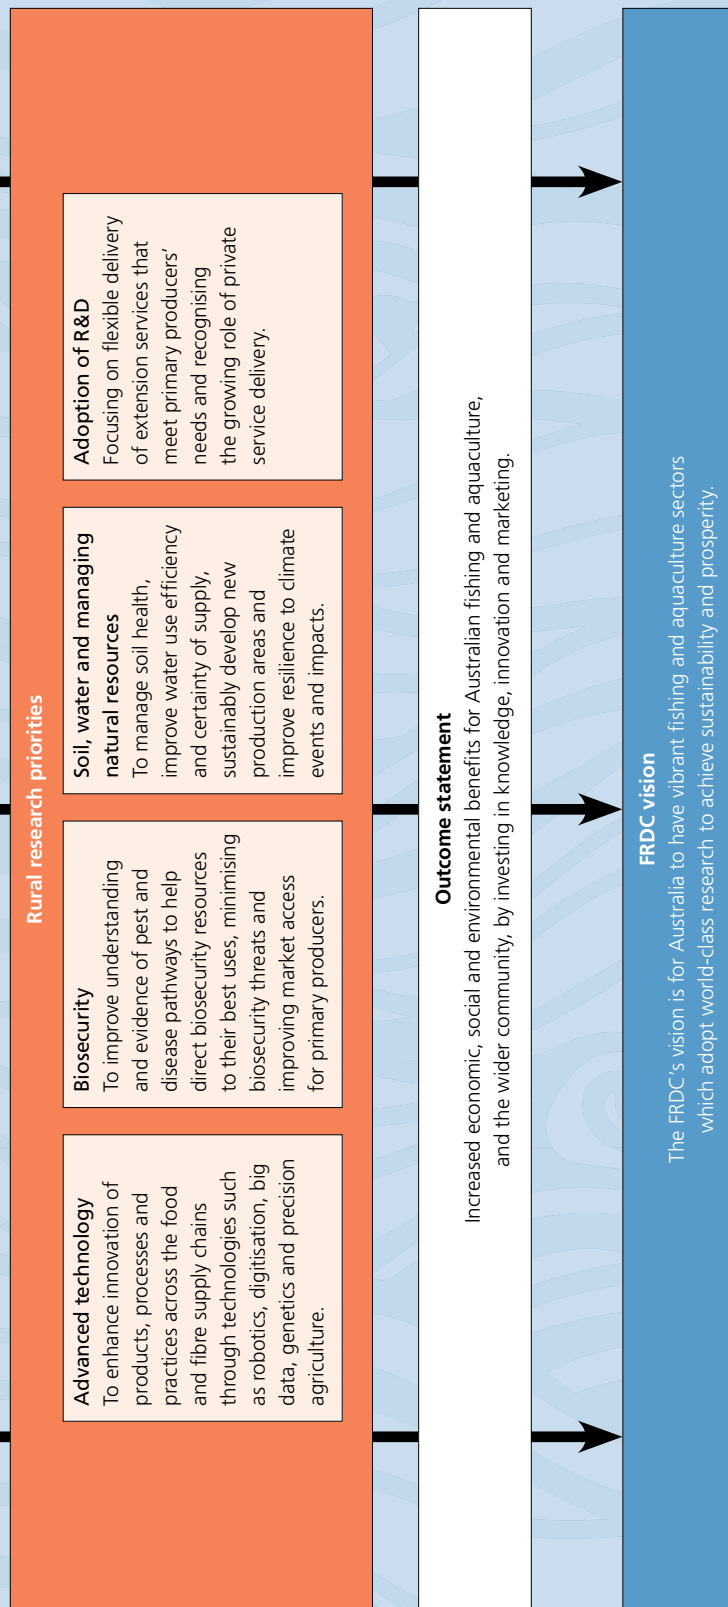 Rural research priorities
Advanced technology
To enhance innovation of
products, processes and
practices across the food
and fibre supply chains
through technologies such
as robotics, digitisation, big
data, genetics and precision
agriculture.
Biosecurity
To improve understanding
and evidence of pest and
disease pathways to help
direct biosecurity resources
to their best uses, minimising
biosecurity threats and
improving market access
for primary producers.
Soil, water and managing
natural resources
To manage soil health,
improve water use efficiency
and certainty of supply,
sustainably develop new
production areas and
improve resilience to climate
events and impacts.
Adoption of R&D
Focusing on flexible delivery
of extension services that
meet primary producers’
needs and recognising
the growing role of private
service delivery.
Outcome statement
Increased economic, social and environmental benefits for Australian fishing and aquaculture,
and the wider community, by investing in knowledge, innovation and marketing.
FRDC vision
The FRDC’s vision is for Australia to have vibrant fishing and aquaculture sectors
which adopt world-class research to achieve sustainability and prosperity.